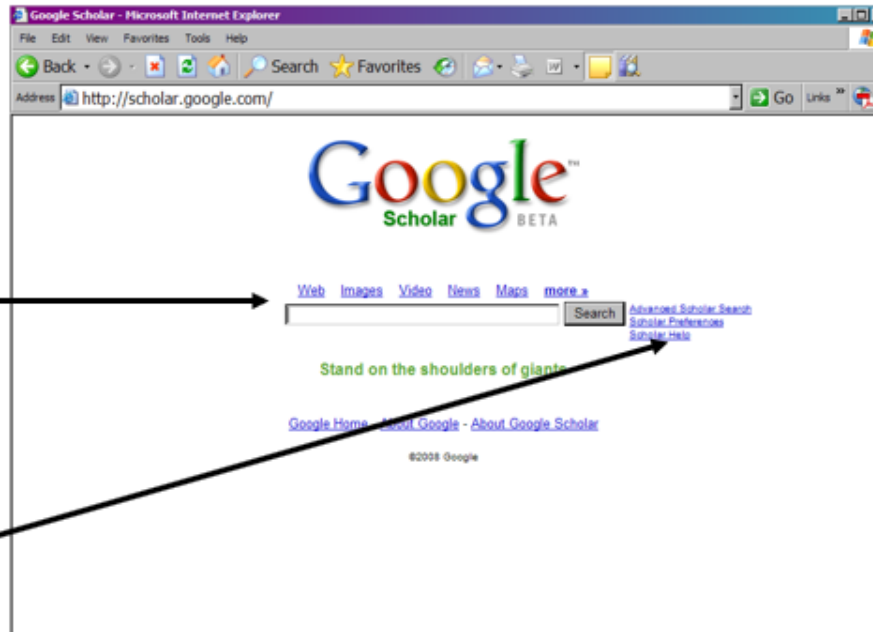 Google Scholar - Microsoft Internet Explorer
File Edit View Favorites Tools Help
Back Search Favorites
Address http://scholar.google.com/ Go Links »
Google™
Scholar BETA
Web Images Video News Maps more »
Search
Advanced Scholar Search
Scholar Preferences
Scholar Help
Stand on the shoulders of giants
Google Home - About Google - About Google Scholar
©2008 Google